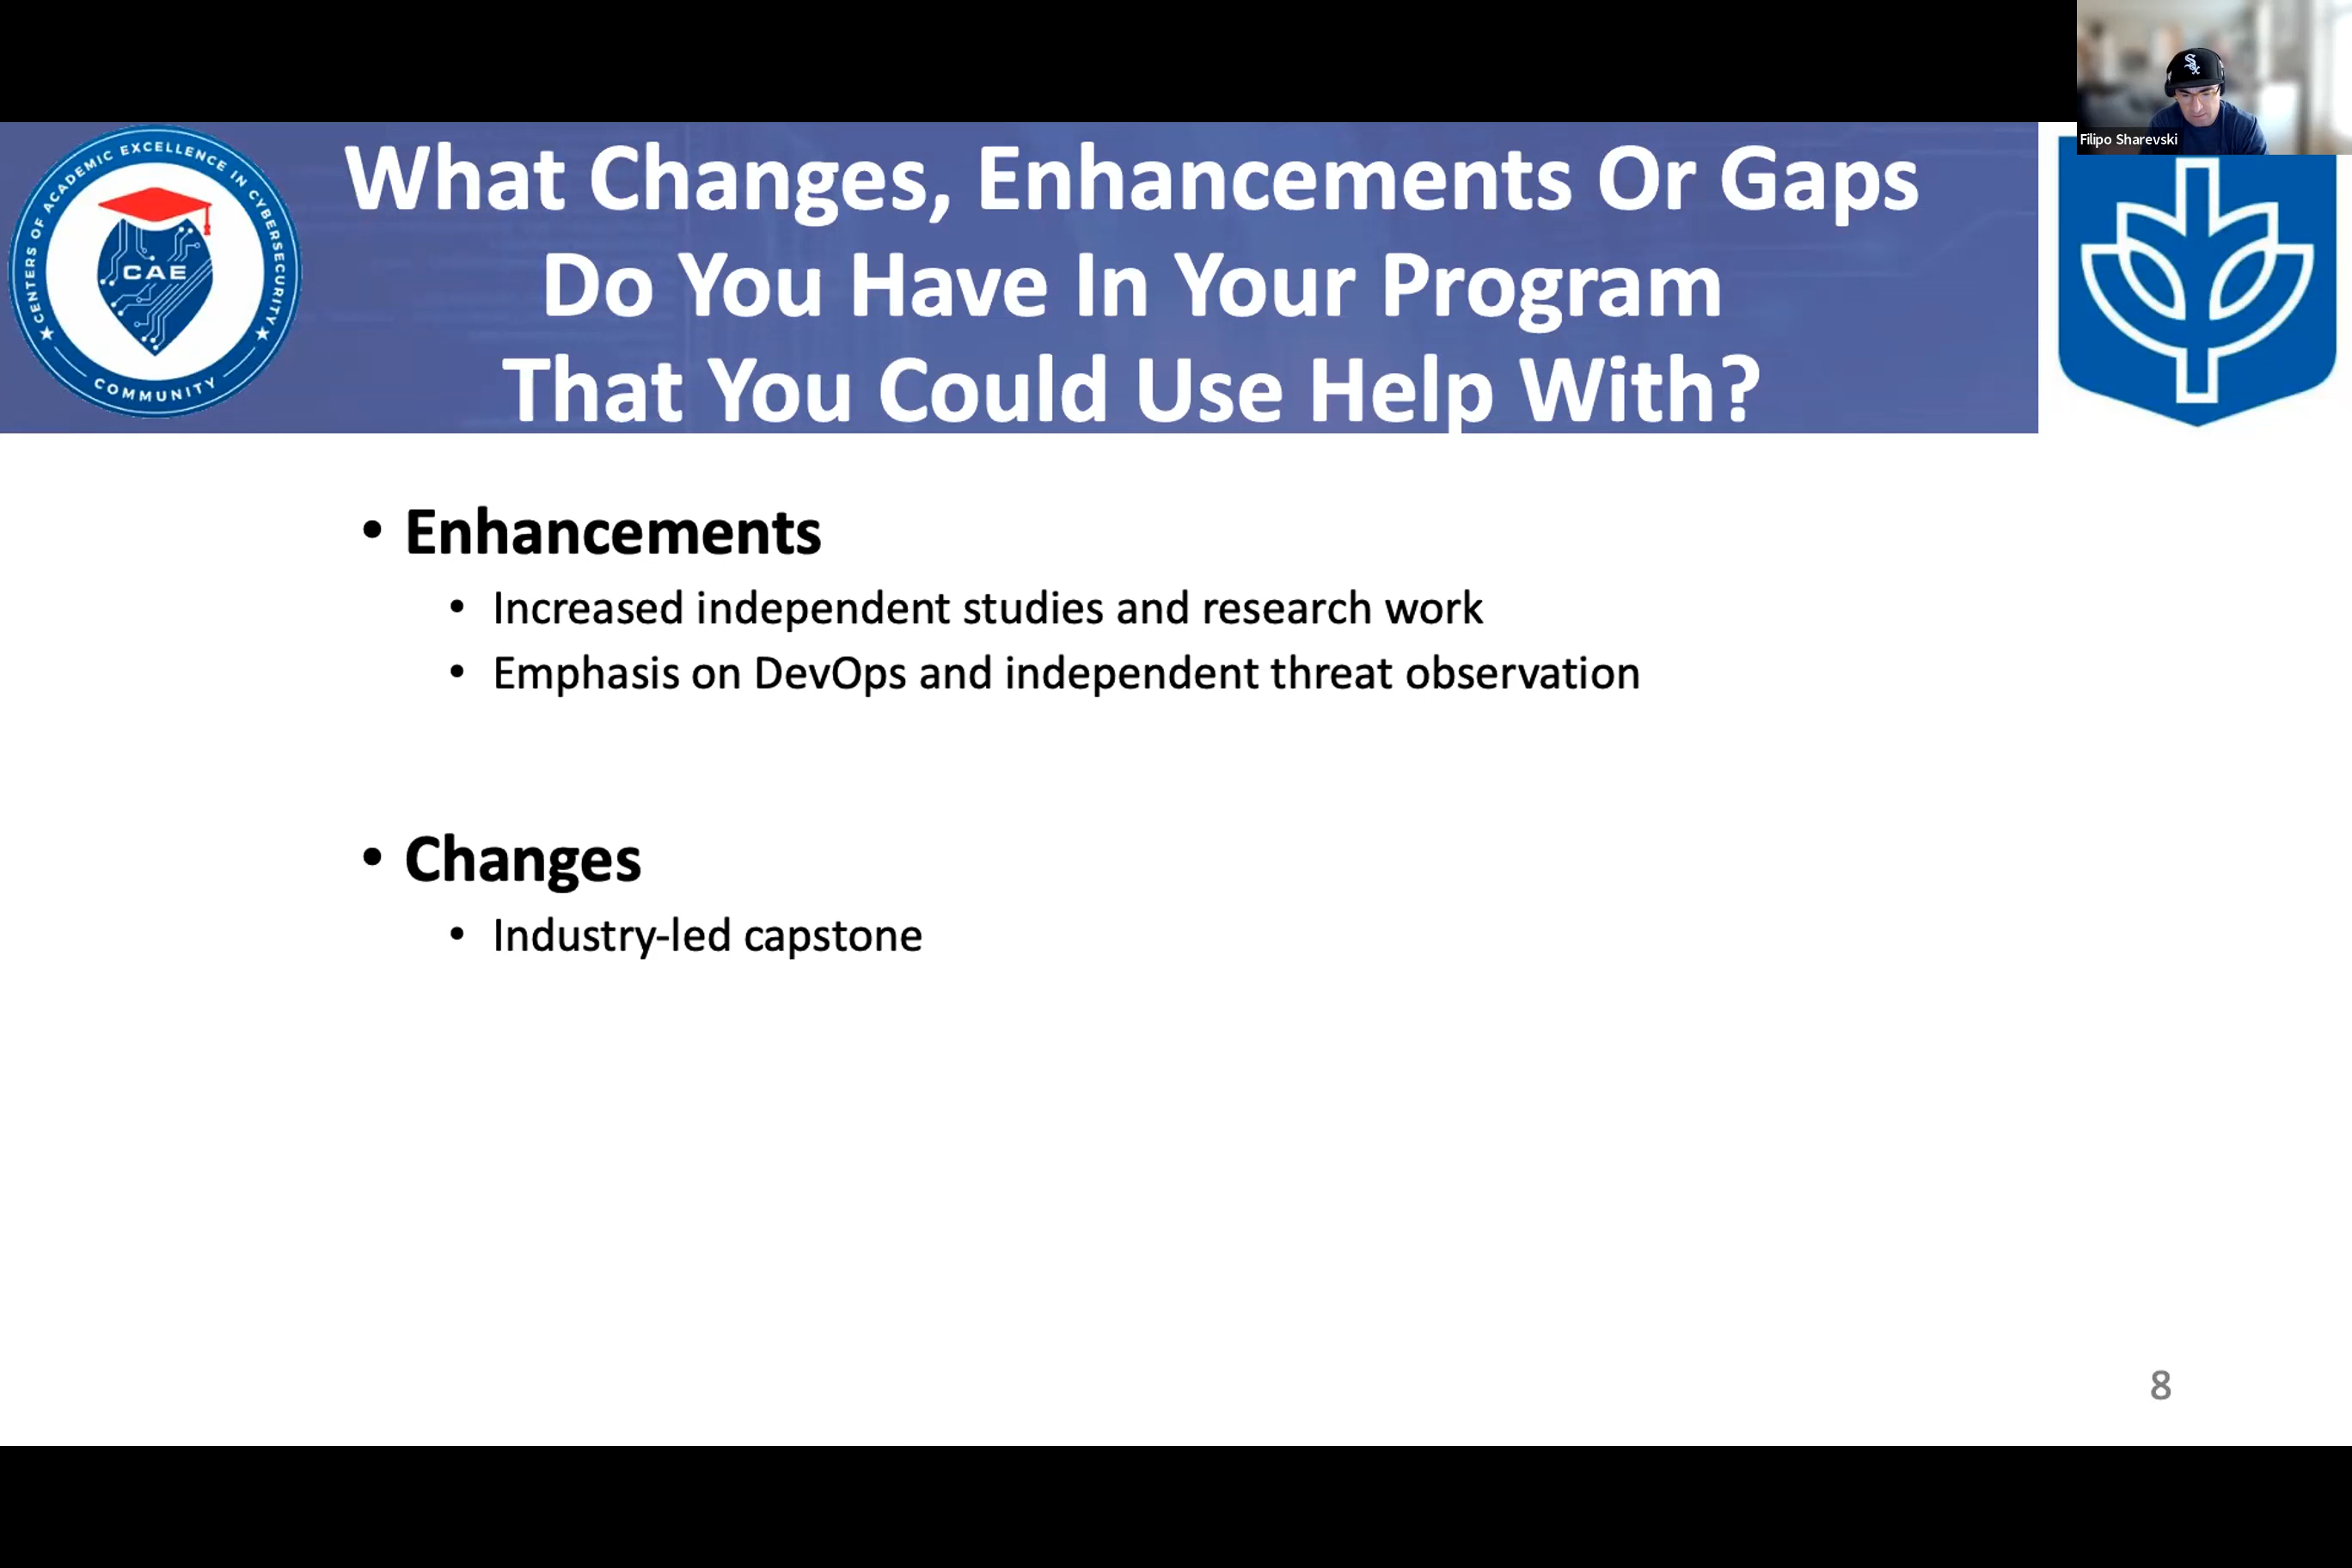 Filipo Sharevski
CENTERS OF ACADEMIC EXCELLENCE IN CYBERSECURITY
CAE
COMMUNITY
What Changes, Enhancements Or Gaps
Do You Have In Your Program
That You Could Use Help With?
• Enhancements
• Increased independent studies and research work
• Emphasis on DevOps and independent threat observation
• Changes
• Industry-led capstone
8